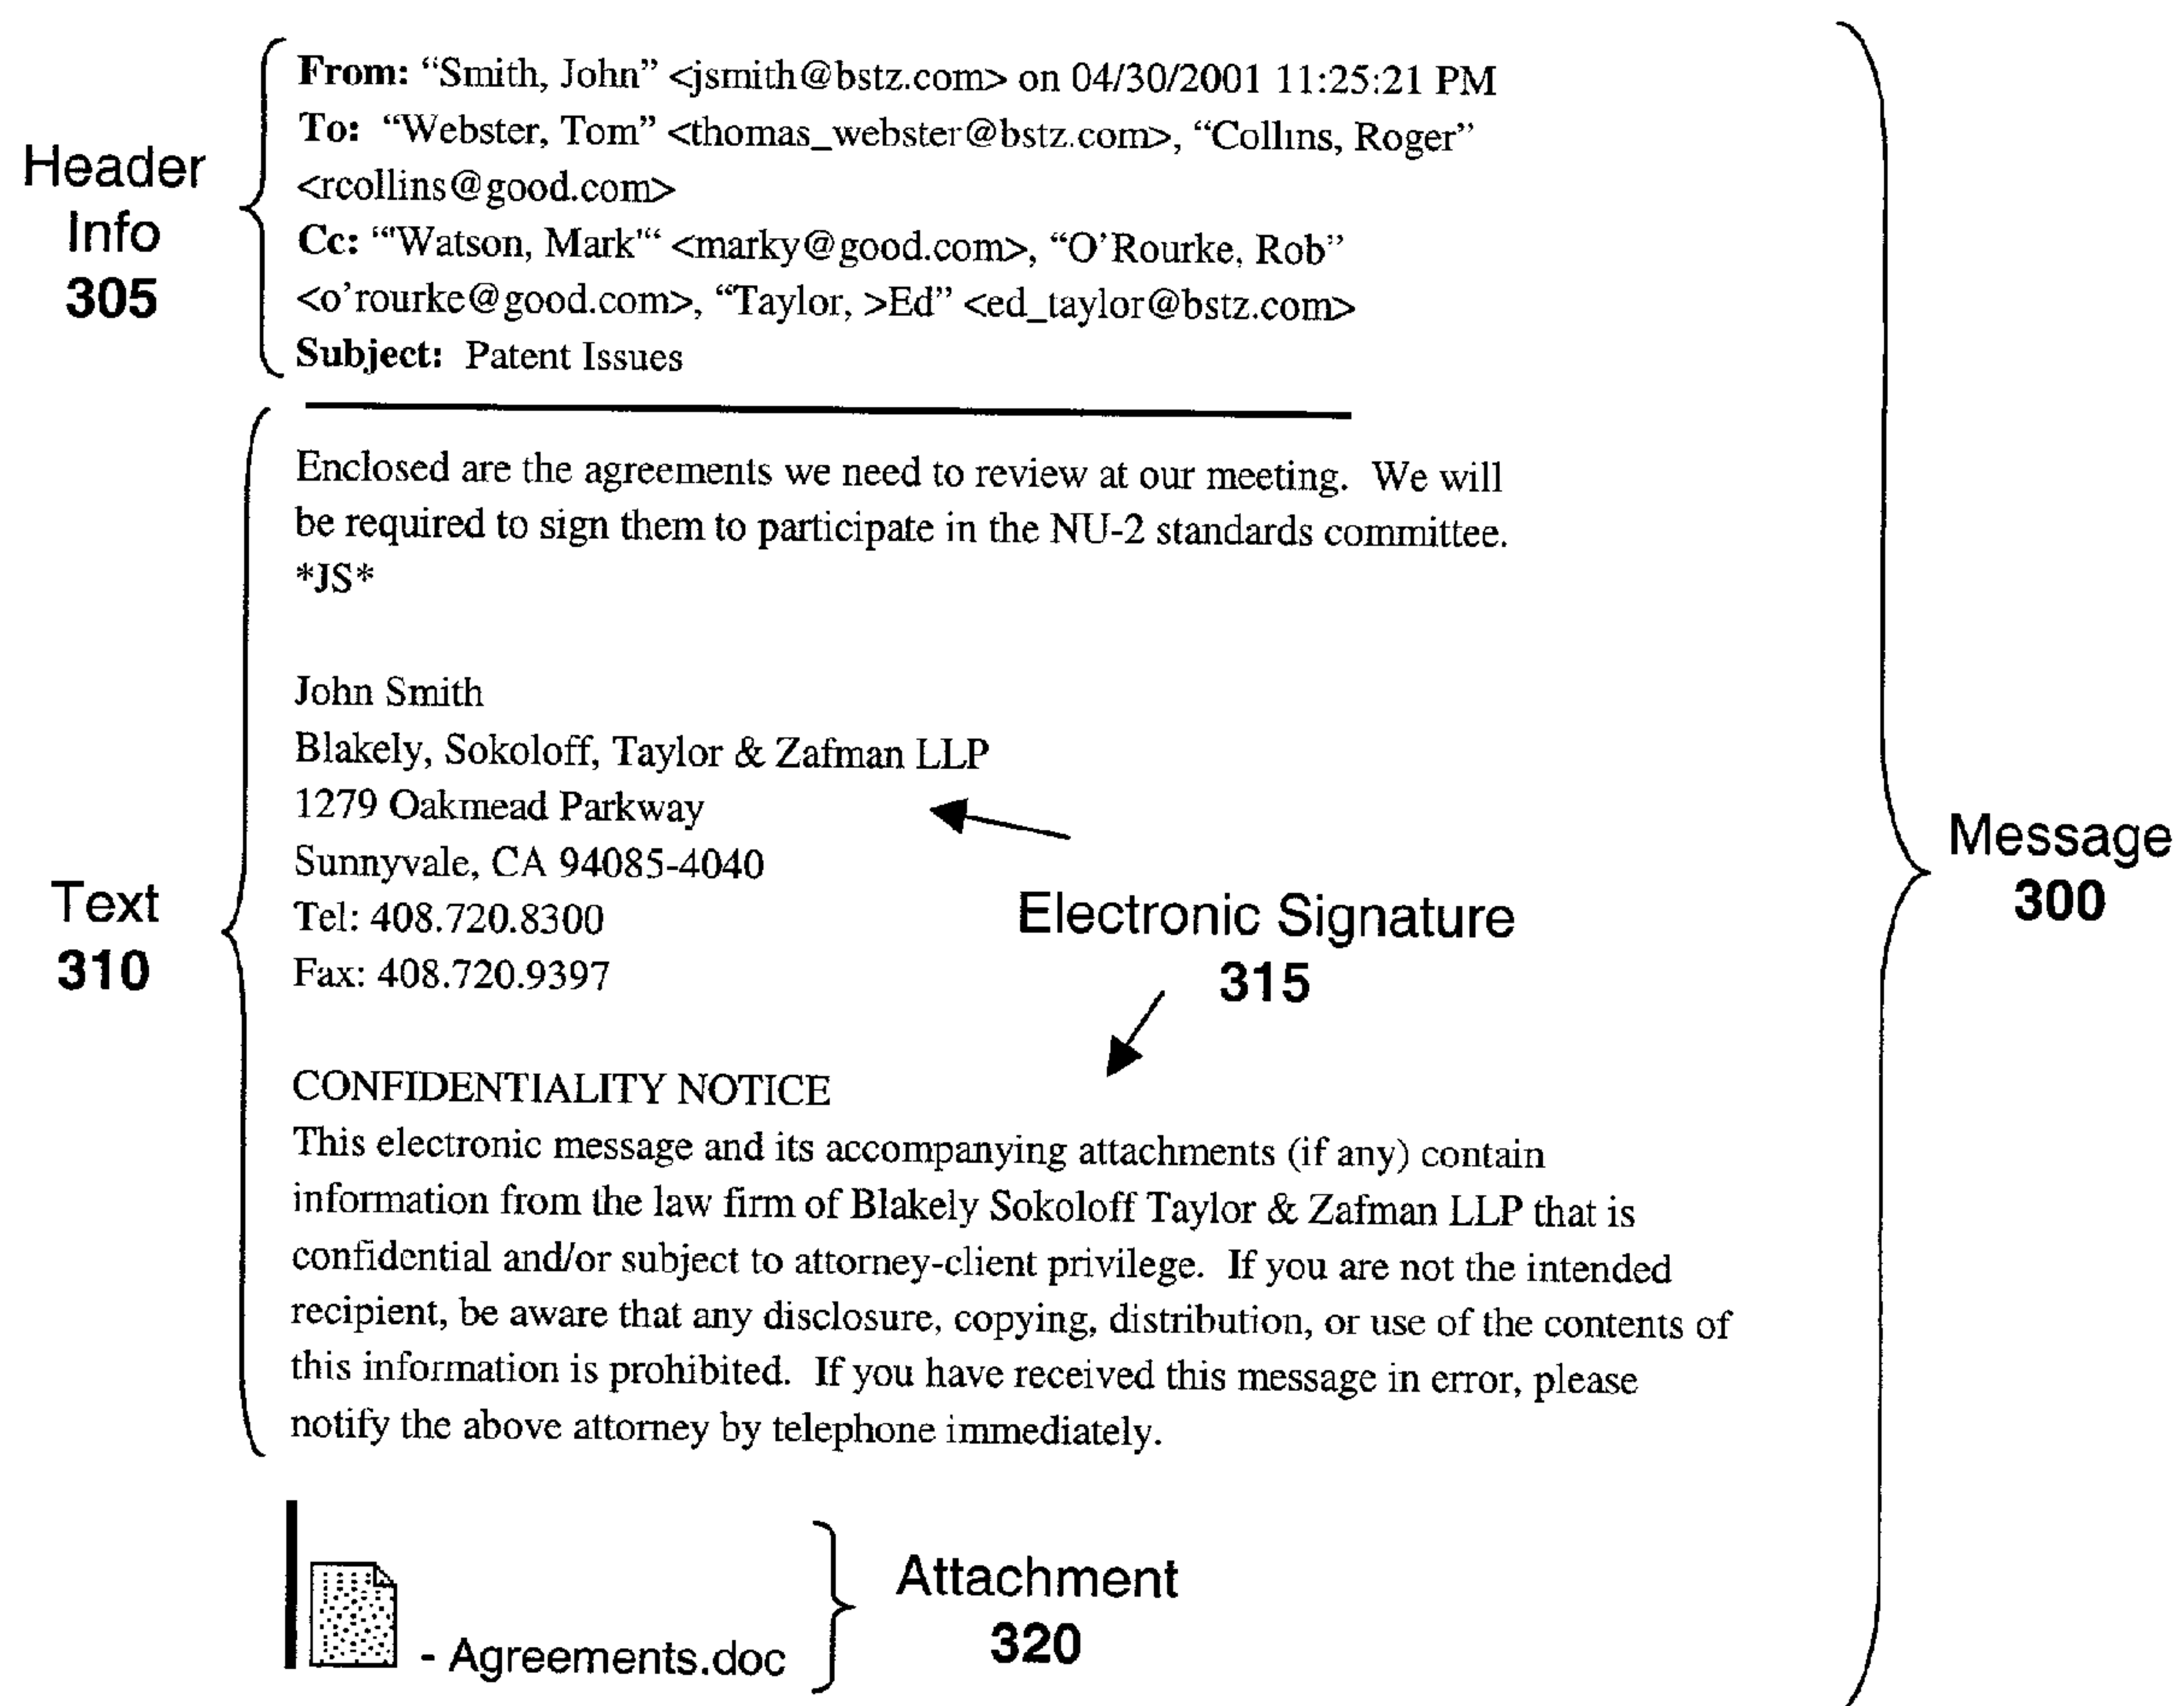 From: “Smith, John” <jsmith@bstz.com> on 04/30/2001 11:25:21 PM
To: “Webster, Tom” <thomas_webster@bstz.com>, “Collins, Roger”
<rcollins@good.com>
Cc: “'Watson, Mark'“ <marky@good.com>, “O’Rourke, Rob”
<o’rourke@good.com>, “Taylor, >Ed” <ed_taylor@bstz.com>
Subject: Patent Issues
Header
Info
305
Enclosed are the agreements we need to review at our meeting. We will
be required to sign them to participate in the NU-2 standards committee.
*JS*
John Smith
Blakely, Sokoloff, Taylor & Zafman LLP
1279 Oakmead Parkway
Sunnyvale, CA 94085-4040
Tel: 408.720.8300
Fax: 408.720.9397
Text
310
Electronic Signature
315
Message
300
CONFIDENTIALITY NOTICE
This electronic message and its accompanying attachments (if any) contain
information from the law firm of Blakely Sokoloff Taylor & Zafman LLP that is
confidential and/or subject to attorney-client privilege. If you are not the intended
recipient, be aware that any disclosure, copying, distribution, or use of the contents of
this information is prohibited. If you have received this message in error, please
notify the above attorney by telephone immediately.
- Agreements.doc
Attachment
320